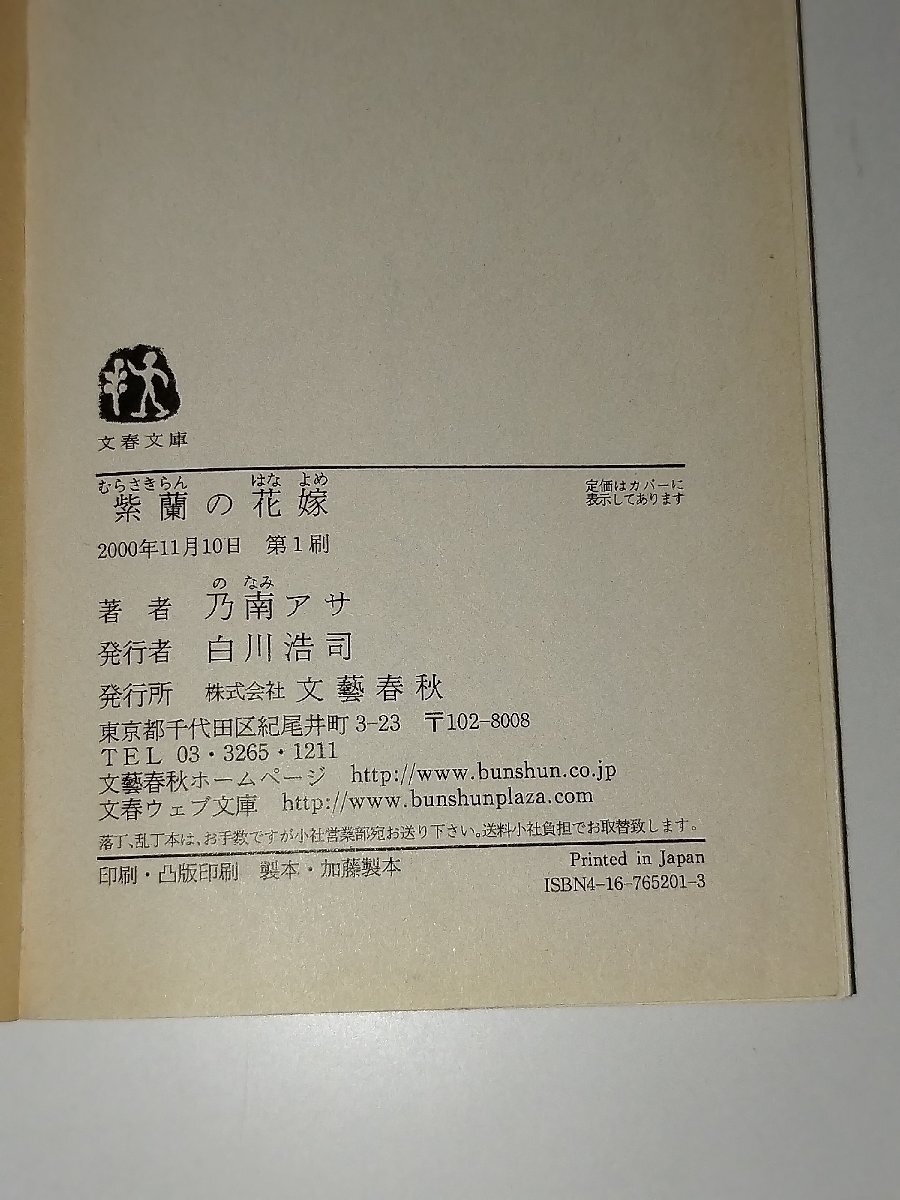 文春文庫
むらさきらん はな よめ
紫蘭の花嫁
定価はカバーに
表示してあります
2000年11月10日 第1刷
の なみ
著 者 乃南アサ
発行者 白川浩司
発行所 株式会社 文藝春秋
東京都千代田区紀尾井町 3-23 〒102-8008
TEL 03・3265・1211
文藝春秋ホームページ http://www.bunshun.co.jp
文春ウェブ文庫 http://www.bunshunplaza.com
落丁、乱丁本は、お手数ですが小社営業部宛お送り下さい。送料小社負担でお取替致します。
印刷・凸版印刷 製本・加藤製本
Printed in Japan
ISBN4-16-765201-3